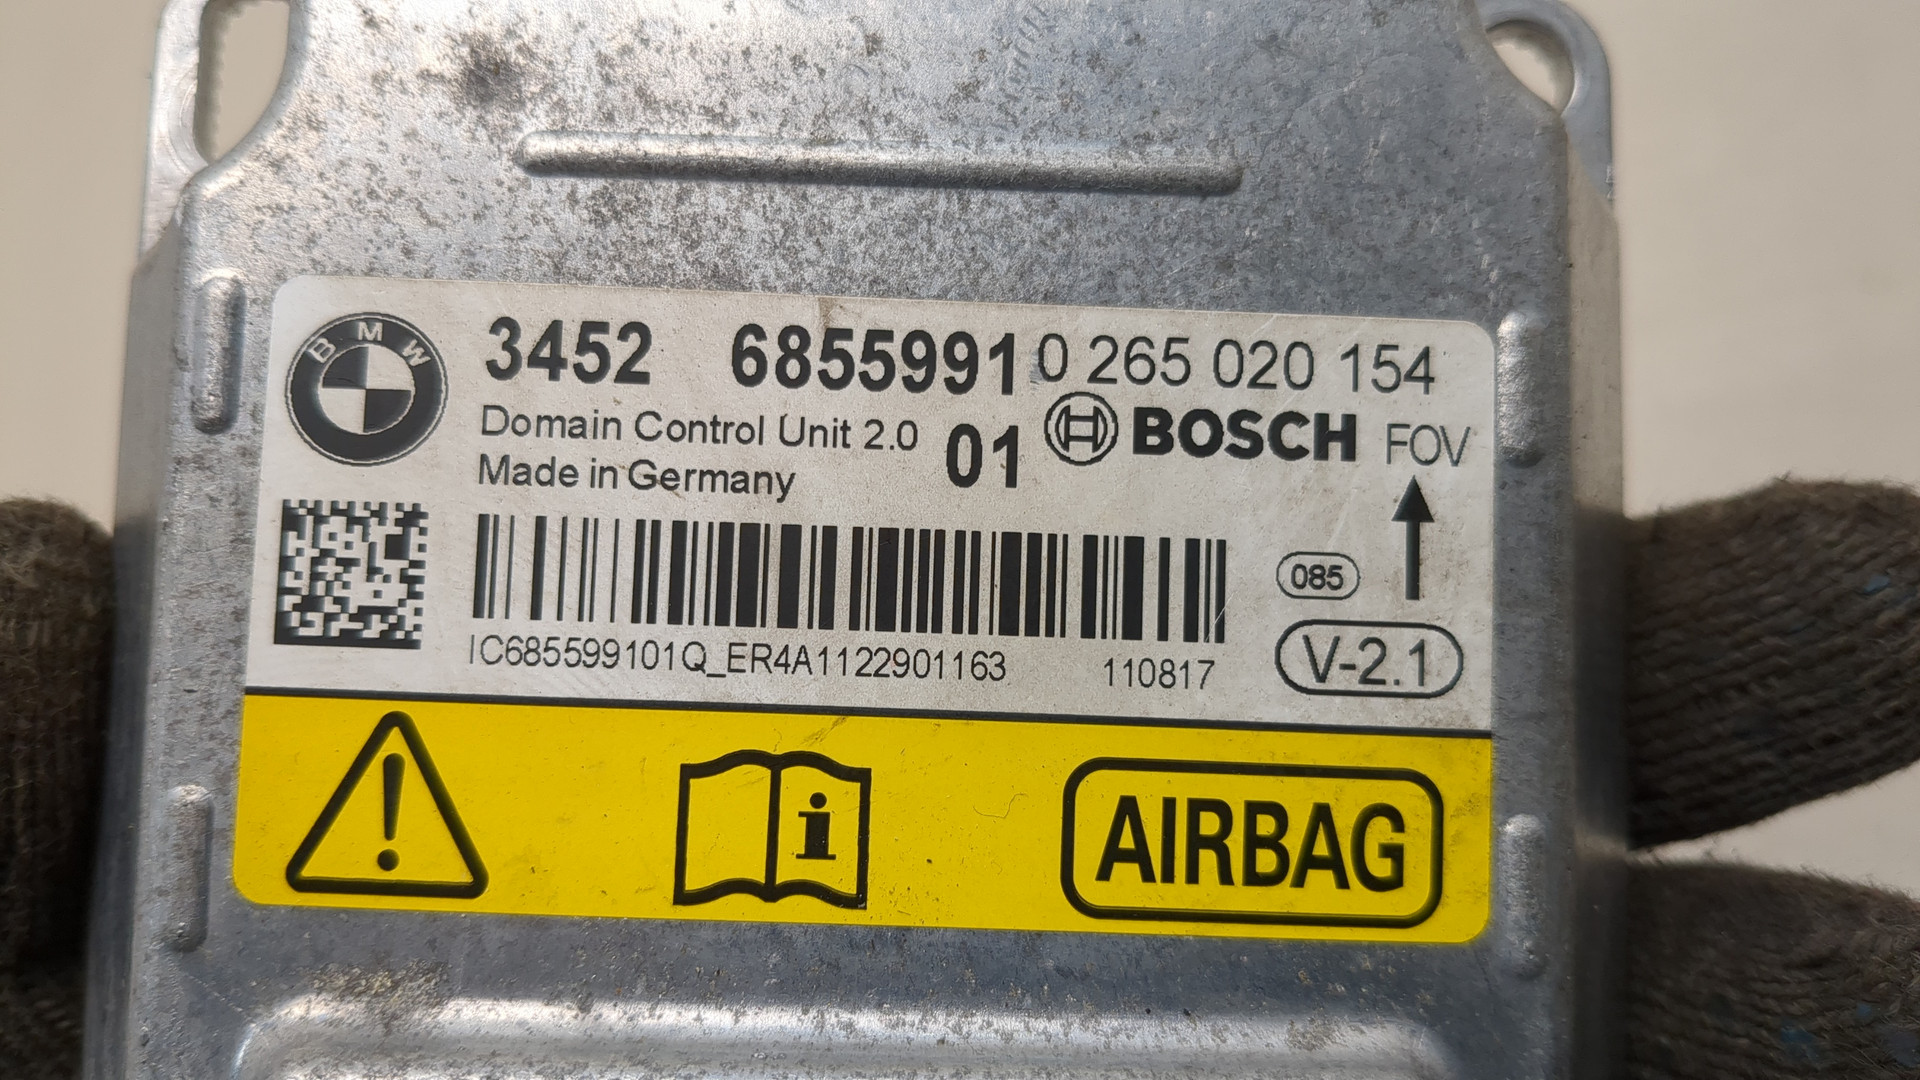 BMW
3452 6855991 0 265 020 154
Domain Control Unit 2.0 01 BOSCH FOV
Made in Germany
085
IC685599101Q_ER4A1122901163 110817 V-2.1
! i AIRBAG